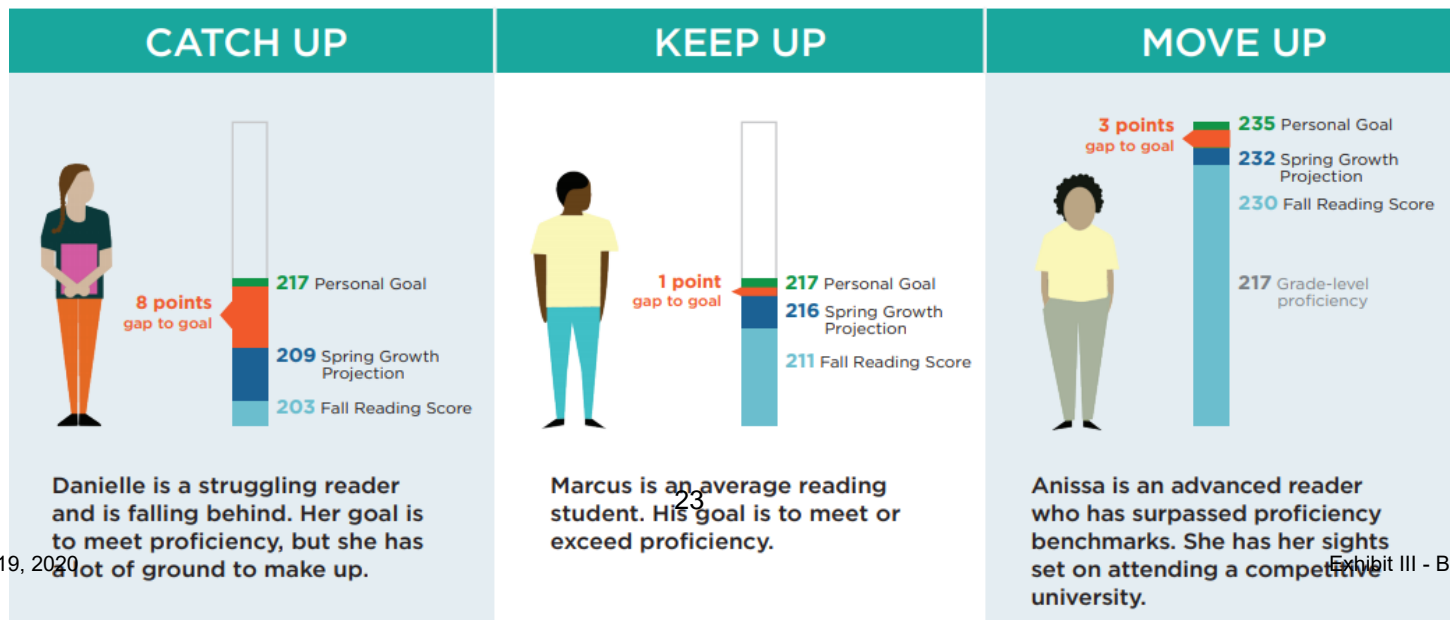 CATCH UP
KEEP UP
MOVE UP
217 Personal Goal
8 points
gap to goal
209 Spring Growth
Projection
203 Fall Reading Score
Danielle is a struggling reader
and is falling behind. Her goal is
to meet proficiency, but she has
a lot of ground to make up.
1 point
gap to goal
217 Personal Goal
216 Spring Growth
Projection
211 Fall Reading Score
Marcus is an average reading
student. His goal is to meet or
exceed proficiency.
3 points
gap to goal
235 Personal Goal
232 Spring Growth
Projection
230 Fall Reading Score
217 Grade-level
proficiency
Anissa is an advanced reader
who has surpassed proficiency
benchmarks. She has her sights
set on attending a competitive
university.
23
19, 2020
Exhibit III - B